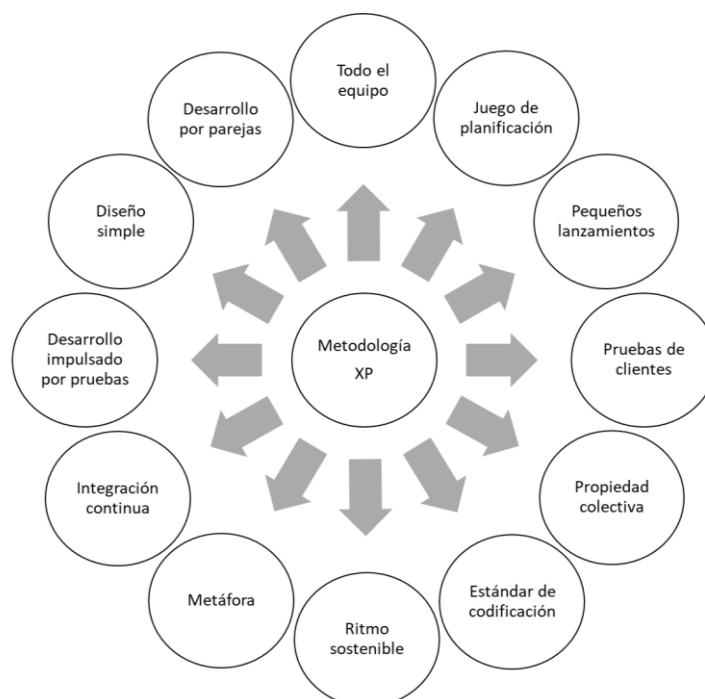 Todo el
equipo
Juego de
planificación
Pequeños
lanzamientos
Pruebas de
clientes
Propiedad
colectiva
Estándar de
codificación
Ritmo
sostenible
Metáfora
Integración
continua
Desarrollo
impulsado
por pruebas
Diseño
simple
Desarrollo
por parejas
Metodología
XP